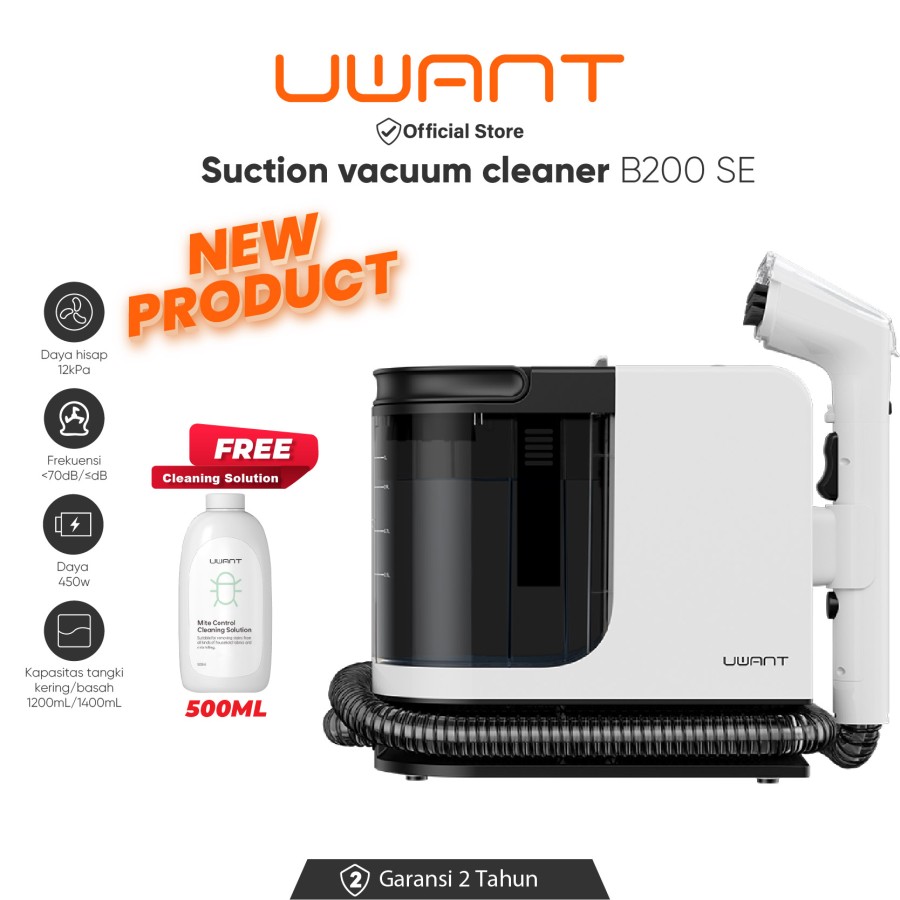 UWANT
Official Store
Suction vacuum cleaner B200 SE
NEW
PRODUCT
Daya hisap
12kPa
Frekuensi
<70dB/≤dB
Daya
450w
Kapasitas tangki
kering/basah
1200mL/1400mL
FREE
Cleaning Solution
UWANT
Mite Control
Cleaning Solution
500ML
UWANT
2 Garansi 2 Tahun